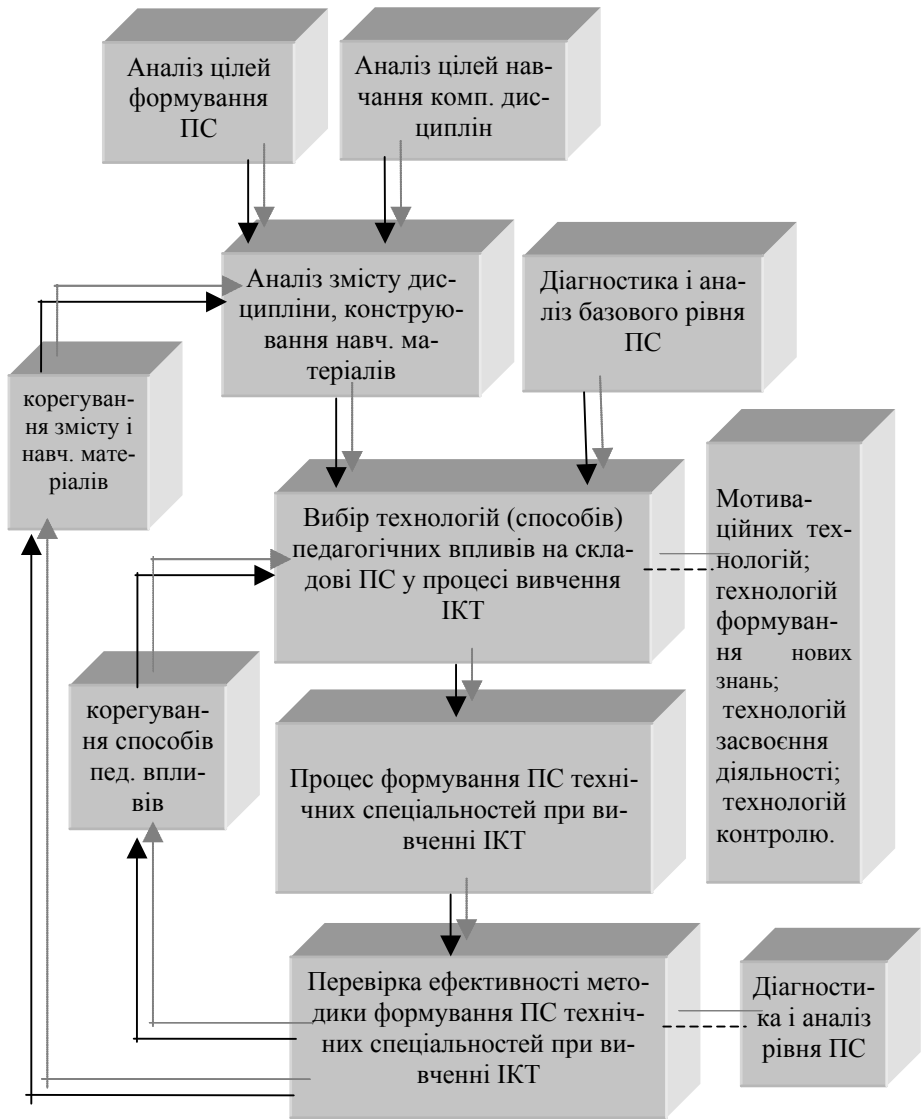 Аналіз цілей
формування
ПС
Аналіз цілей нав-
чання комп. дис-
циплін
Аналіз змісту дис-
ципліни, конструю-
вання навч. ма-
теріалів
Діагностика і ана-
ліз базового рівня
ПС
корегуван-
ня змісту і
навч. мате-
ріалів
Вибір технологій (способів)
педагогічних впливів на скла-
дові ПС у процесі вивчення
ІКТ
Мотива-
ційних тех-
нологій;
технологій
формуван-
ня нових
знань;
технологій
засвоєння
діяльності;
технологій
контролю.
корегуван-
ня способів
пед. впли-
вів
Процес формування ПС техні-
чних спеціальностей при ви-
вченні ІКТ
Перевірка ефективності мето-
дики формування ПС техніч-
них спеціальностей при ви-
вченні ІКТ
Діагности-
ка і аналіз
рівня ПС